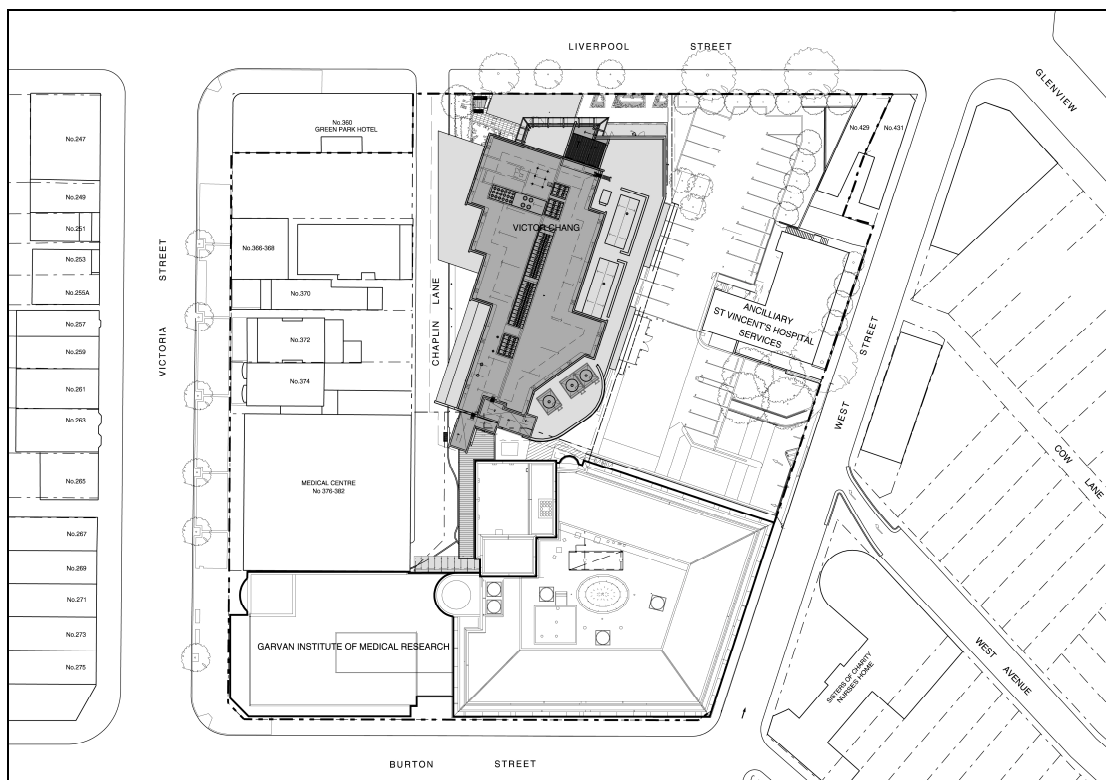 LIVERPOOL STREET
GLENVIEW
No.247
No.249
No.251
No.253
No.255A
No.257
No.259
No.261
No.263
No.265
No.267
No.269
No.271
No.273
No.275
VICTORIA STREET
No.360
GREEN PARK HOTEL
No.366-368
No.370
No.372
No.374
MEDICAL CENTRE
No 376-382
CHAPLIN LANE
VICTOR CHANG
No.429
No.431
ANCILLIARY
ST VINCENT'S HOSPITAL
SERVICES
WEST STREET
COW LANE
WEST AVENUE
SISTERS OF CHARITY
NURSES HOME
GARVAN INSTITUTE OF MEDICAL RESEARCH
BURTON STREET